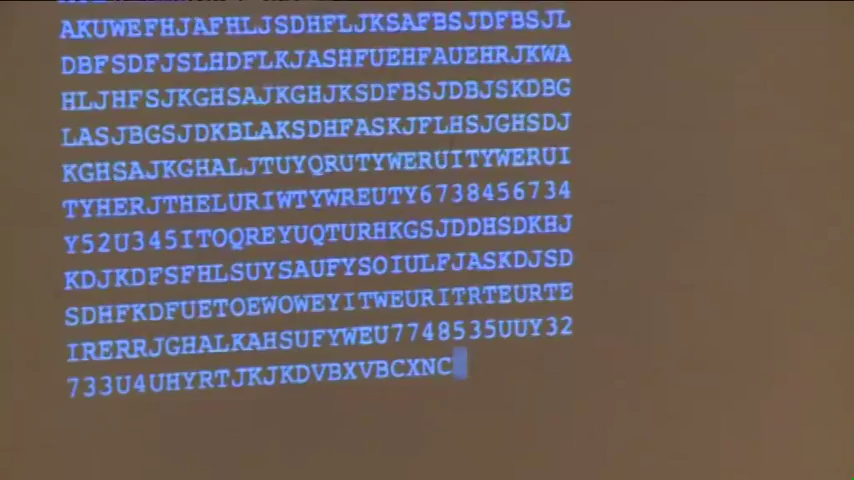 AKUWEFHJAFHLJSDHFLJKSAFBSJDFBSJL
DBFSDFJSLHDFLKJASHFUEHFAUEHRJKWA
HLJHFSJKGHSAJKGHJKSDFBSJDBJSKDBG
LASJBGSJDKBLAKSDHFASKJFLHSJGHSDJ
KGHSAJKGHALJTUYQRUTYWERUITYWERUI
TYHERJTHELURIWTYWREUTY6738456734
Y52U345ITOQREYUQTURHKGSJDDHSDKHJ
KDJKDFSFHLSUYSAUFYSOIULFJASKDJSD
SDHFKDFUETOEWOWEYITWEURITRTEURTE
IRERRJGHALKAHSUFYWEU7748535UUY32
733U4UHYRTJKJKDVBXVBCXNC